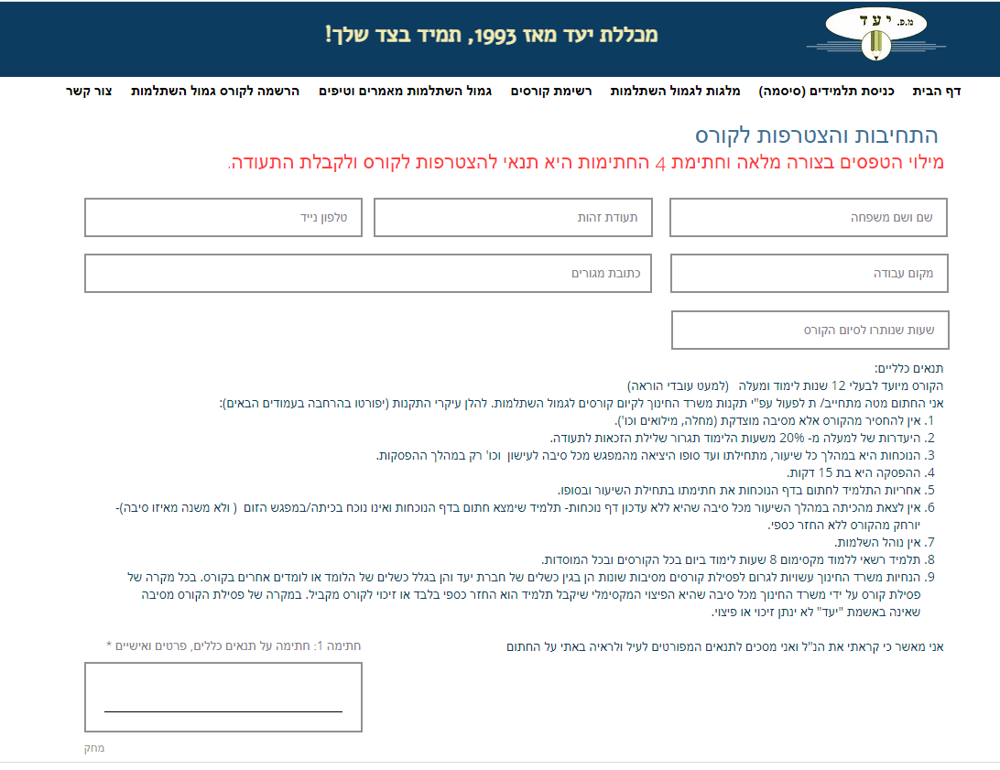 מ.פ. יעד
מכללת יעד מאז 1993, תמיד בצד שלך!
דף הבית כניסת תלמידים (סיסמה) מלגות לגמול השתלמות רשימת קורסים גמול השתלמות מאמרים וטיפים הרשמה לקורס גמול השתלמות צור קשר
התחיבות והצטרפות לקורס
מילוי הטפסים בצורה מלאה וחתימת 4 החתימות היא תנאי להצטרפות לקורס ולקבלת התעודה.
שם ושם משפחה תעודת זהות טלפון נייד
מקום עבודה כתובת מגורים
שעות שנותרו לסיום הקורס
תנאים כלליים:
הקורס מיועד לבעלי 12 שנות לימוד ומעלה (למעט עובדי הוראה)
אני החתום מטה מתחייב/ ת לפעול עפ"י תקנות משרד החינוך לקיום קורסים לגמול השתלמות. להלן עיקרי התקנות (יפורטו בהרחבה בעמודים הבאים):
1. אין להחסיר מהקורס אלא מסיבה מוצדקת (מחלה, מילואים וכו').
2. היעדרות של למעלה מ- 20% משעות הלימוד תגרור שלילת הזכאות לתעודה.
3. הנוכחות היא במהלך כל שיעור, מתחילתו ועד סופו היציאה מהמפגש מכל סיבה לעישון וכו' רק במהלך ההפסקות.
4. ההפסקה היא בת 15 דקות.
5. אחריות התלמיד לחתום בדף הנוכחות את חתימתו בתחילת השיעור ובסופו.
6. אין לצאת מהכיתה במהלך השיעור מכל סיבה שהיא ללא עדכון דף נוכחות- תלמיד שימצא חתום בדף הנוכחות ואינו נוכח בכיתה/במפגש הזום ( ולא משנה מאיזו סיבה)-
יורחק מהקורס ללא החזר כספי.
7. אין נוהל השלמות.
8. תלמיד רשאי ללמוד מקסימום 8 שעות לימוד ביום בכל הקורסים ובכל המוסדות.
9. הנחיות משרד החינוך עשויות לגרום לפסילת קורסים מסיבות שונות הן בגין כשלים של חברת יעד והן בגלל כשלים של הלומד או לומדים אחרים בקורס. בכל מקרה של
פסילת קורס על ידי משרד החינוך מכל סיבה שהיא הפיצוי המקסימלי שיקבל תלמיד הוא החזר כספי בלבד או זיכוי לקורס מקביל. במקרה של פסילת הקורס מסיבה
שאינה באשמת "יעד" לא ינתן זיכוי או פיצוי.
אני מאשר כי קראתי את הנ"ל ואני מסכים לתנאים המפורטים לעיל ולראיה באתי על החתום
חתימה 1: חתימה על תנאים כללים, פרטים ואישיים *
מחק